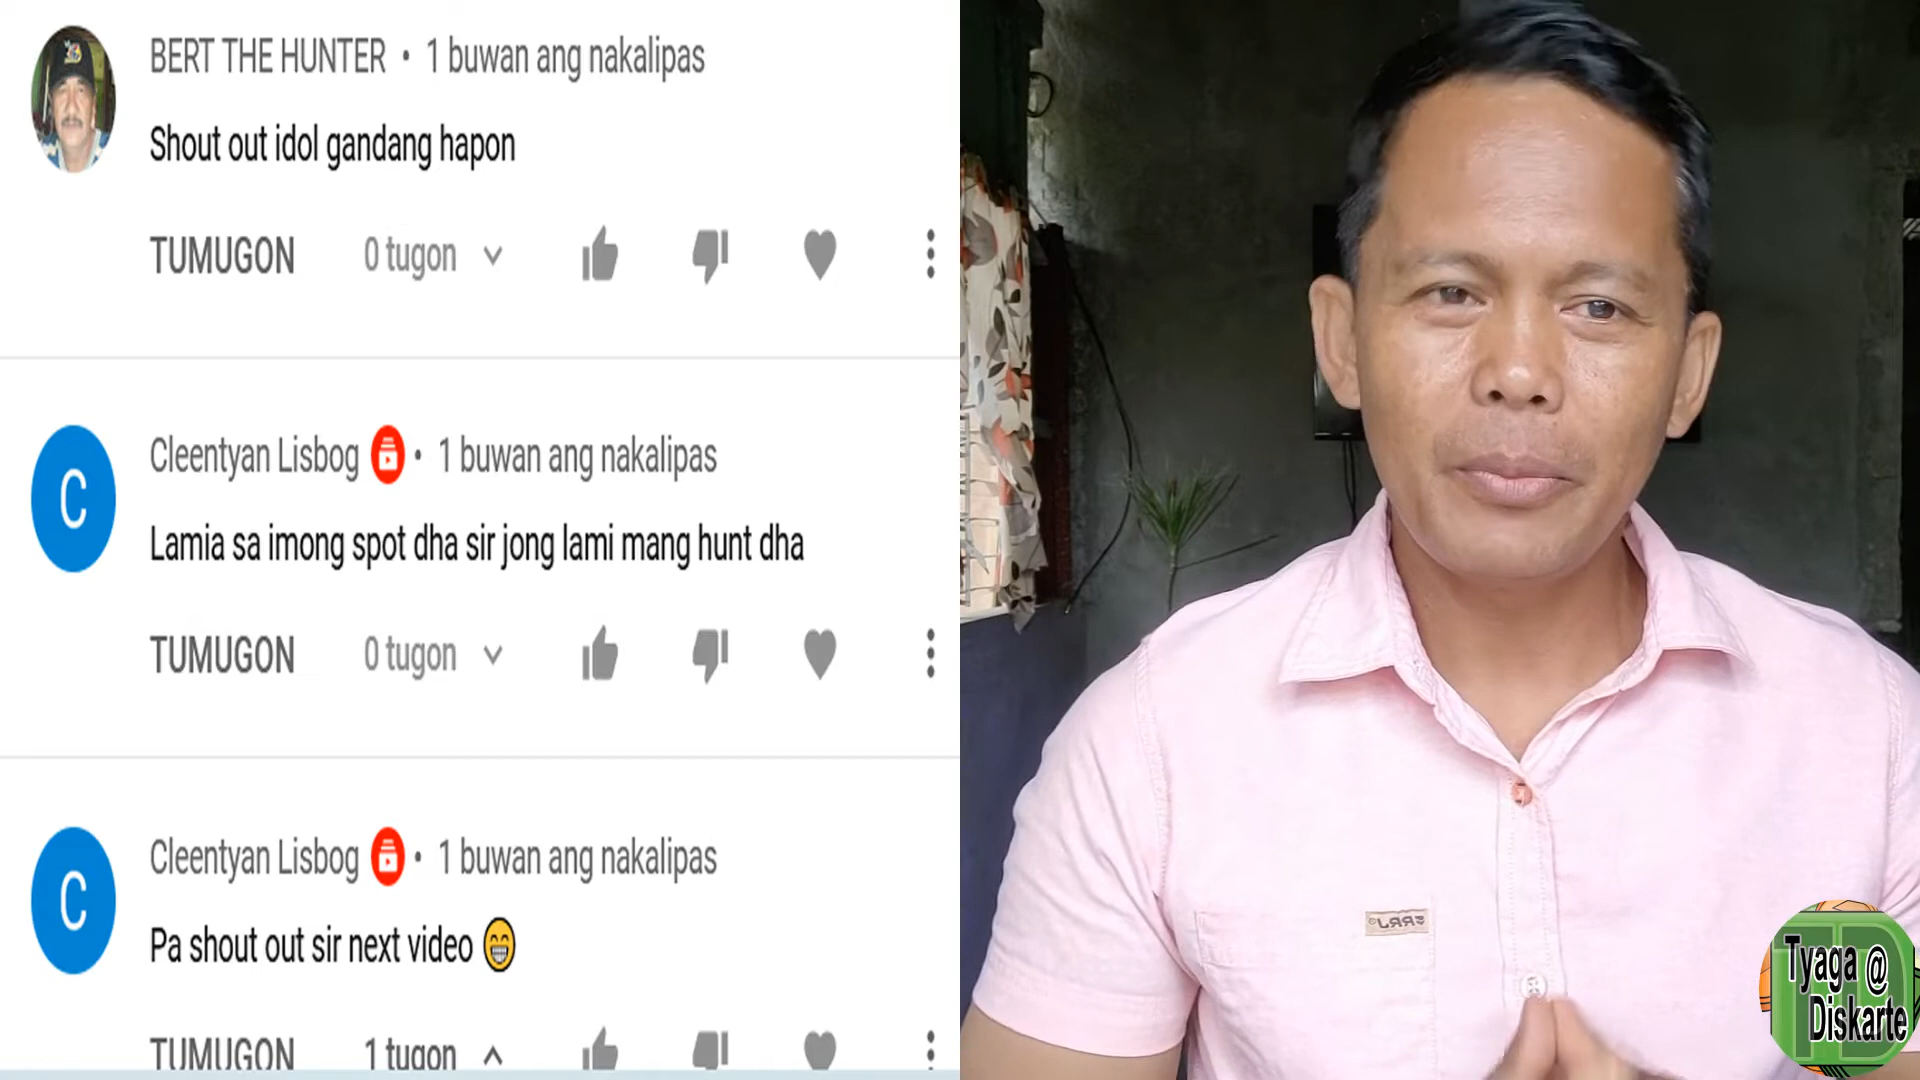 BERT THE HUNTER • 1 buwan ang nakalipas
Shout out idol gandang hapon
TUMUGON 0 tugon
C
Cleentyan Lisbog • 1 buwan ang nakalipas
Lamia sa imong spot dha sir jong lami mang hunt dha
TUMUGON 0 tugon
C
Cleentyan Lisbog • 1 buwan ang nakalipas
Pa shout out sir next video 😁
TUMUGON 1 tugon
Tyaga @
Diskarte